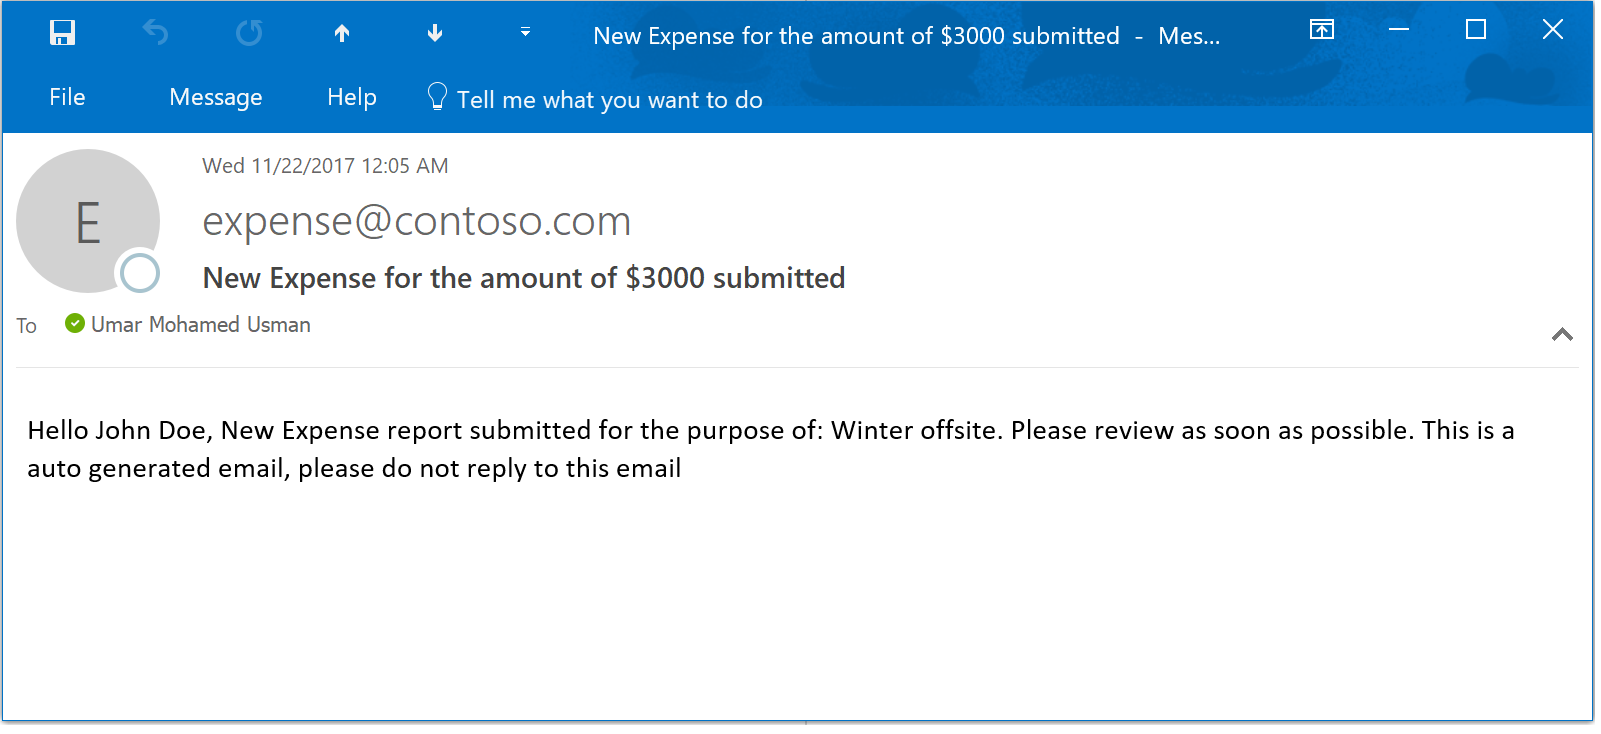 New Expense for the amount of $3000 submitted - Mes...
File Message Help Tell me what you want to do
Wed 11/22/2017 12:05 AM
E
expense@contoso.com
New Expense for the amount of $3000 submitted
To Umar Mohamed Usman
Hello John Doe, New Expense report submitted for the purpose of: Winter offsite. Please review as soon as possible. This is a
auto generated email, please do not reply to this email